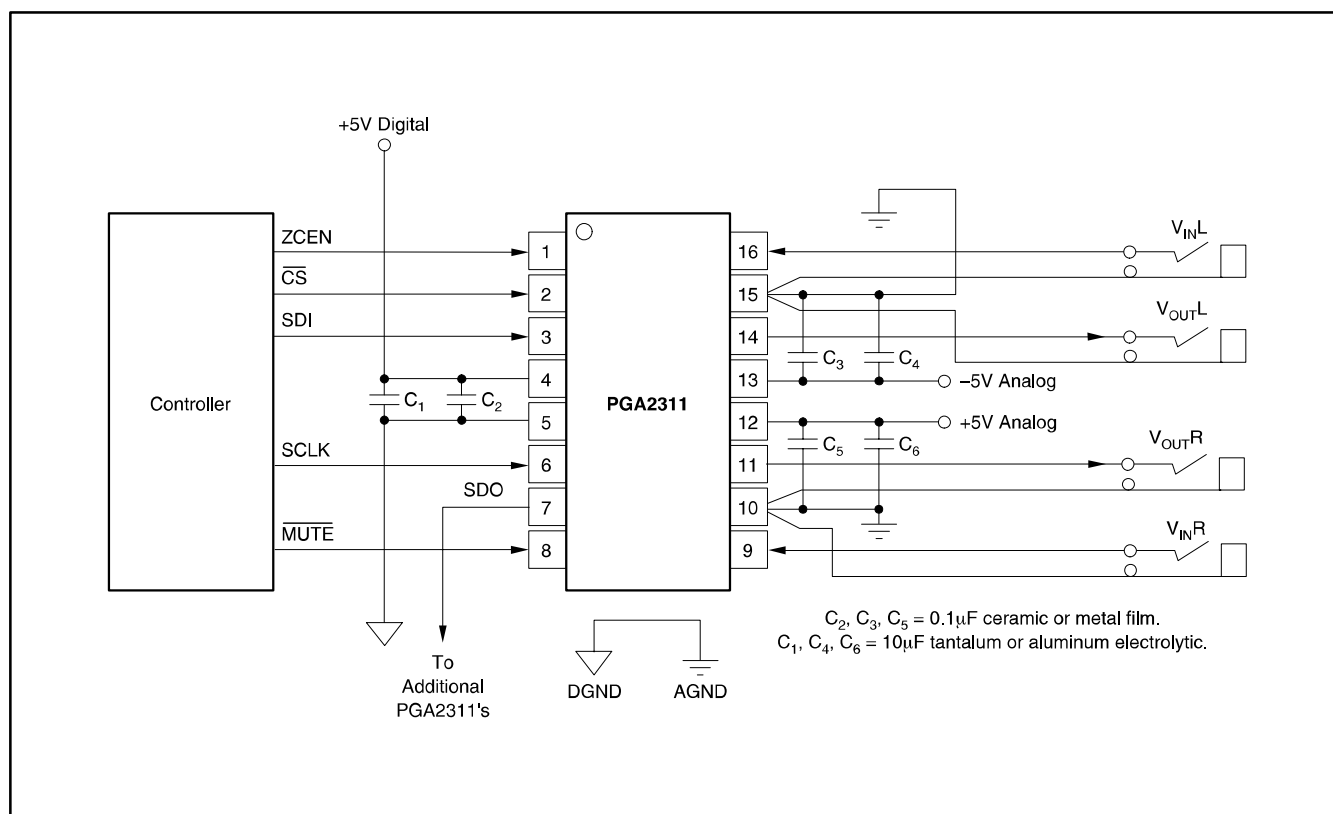 +5V Digital
Controller
ZCEN
C̅S̅
SDI
SCLK
SDO
M̅U̅T̅E̅
C1
C2
1
2
3
4
5
6
7
8
PGA2311
16
15
14
13
12
11
10
9
C3
C4
–5V Analog
+5V Analog
C5
C6
VINL
VOUTL
VOUTR
VINR
To
Additional
PGA2311's
DGND
AGND
C2, C3, C5 = 0.1μF ceramic or metal film.
C1, C4, C6 = 10μF tantalum or aluminum electrolytic.